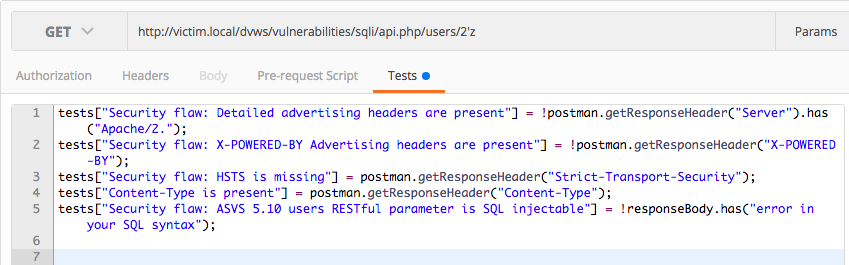 GET http://victim.local/dvws/vulnerabilities/sqli/api.php/users/2'z Params
Authorization Headers Body Pre-request Script Tests
1 tests["Security flaw: Detailed advertising headers are present"] = !postman.getResponseHeader("Server").has
("Apache/2.");
2 tests["Security flaw: X-POWERED-BY Advertising headers are present"] = !postman.getResponseHeader("X-POWERED
-BY");
3 tests["Security flaw: HSTS is missing"] = postman.getResponseHeader("Strict-Transport-Security");
4 tests["Content-Type is present"] = postman.getResponseHeader("Content-Type");
5 tests["Security flaw: ASVS 5.10 users RESTful parameter is SQL injectable"] = !responseBody.has("error in
your SQL syntax");
6
7